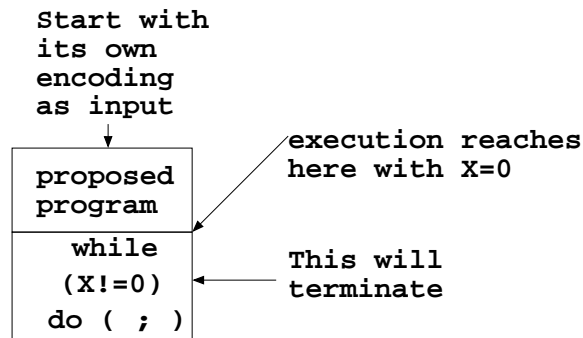 Start with
its own
encoding
as input
execution reaches
here with X=0
proposed
program
while
(X!=0)
do ( ; )
This will
terminate